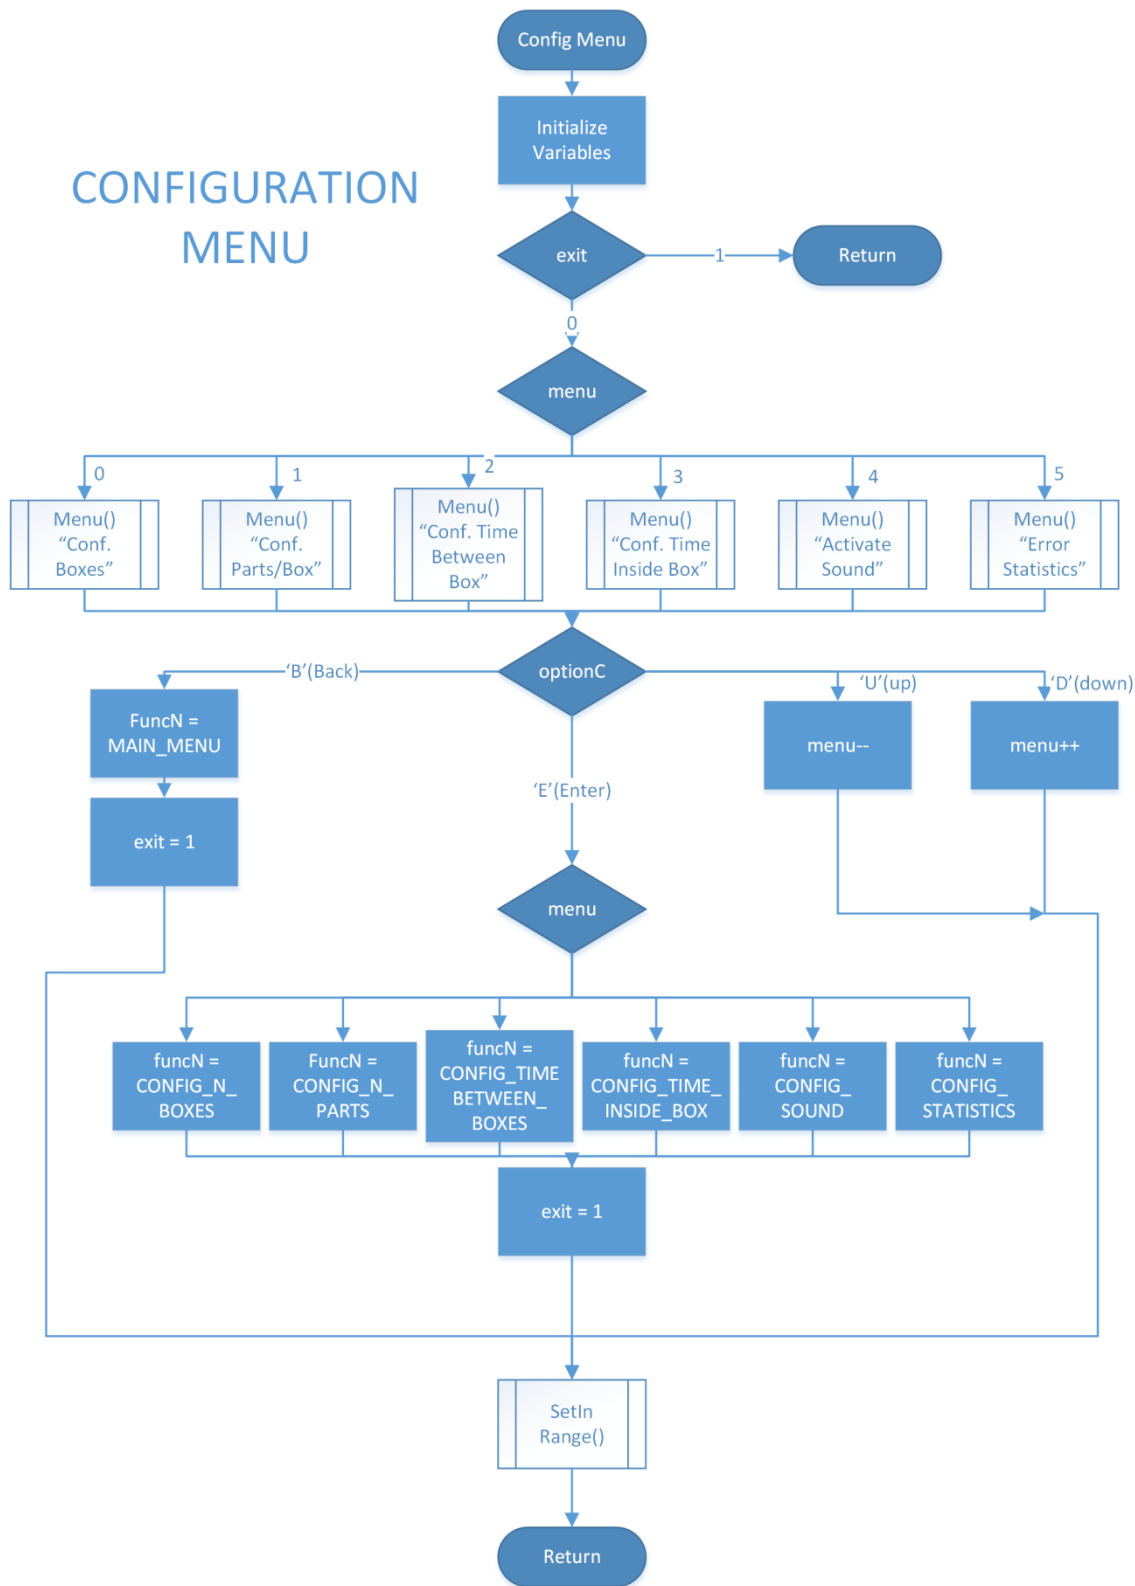 Config Menu
Initialize
Variables
CONFIGURATION
MENU
exit
1
Return
0
menu
0
1
2
3
4
5
Menu()
“Conf.
Boxes”
Menu()
“Conf.
Parts/Box”
Menu()
“Conf. Time
Between
Box”
Menu()
“Conf. Time
Inside Box”
Menu()
“Activate
Sound”
Menu()
“Error
Statistics”
optionC
‘B’(Back)
‘U’(up)
‘D’(down)
FuncN =
MAIN_MENU
menu--
menu++
‘E’(Enter)
exit = 1
menu
funcN =
CONFIG_N_
BOXES
FuncN =
CONFIG_N_
PARTS
funcN =
CONFIG_TIME
BETWEEN_
BOXES
funcN =
CONFIG_TIME_
INSIDE_BOX
funcN =
CONFIG_
SOUND
funcN =
CONFIG_
STATISTICS
exit = 1
SetIn
Range()
Return